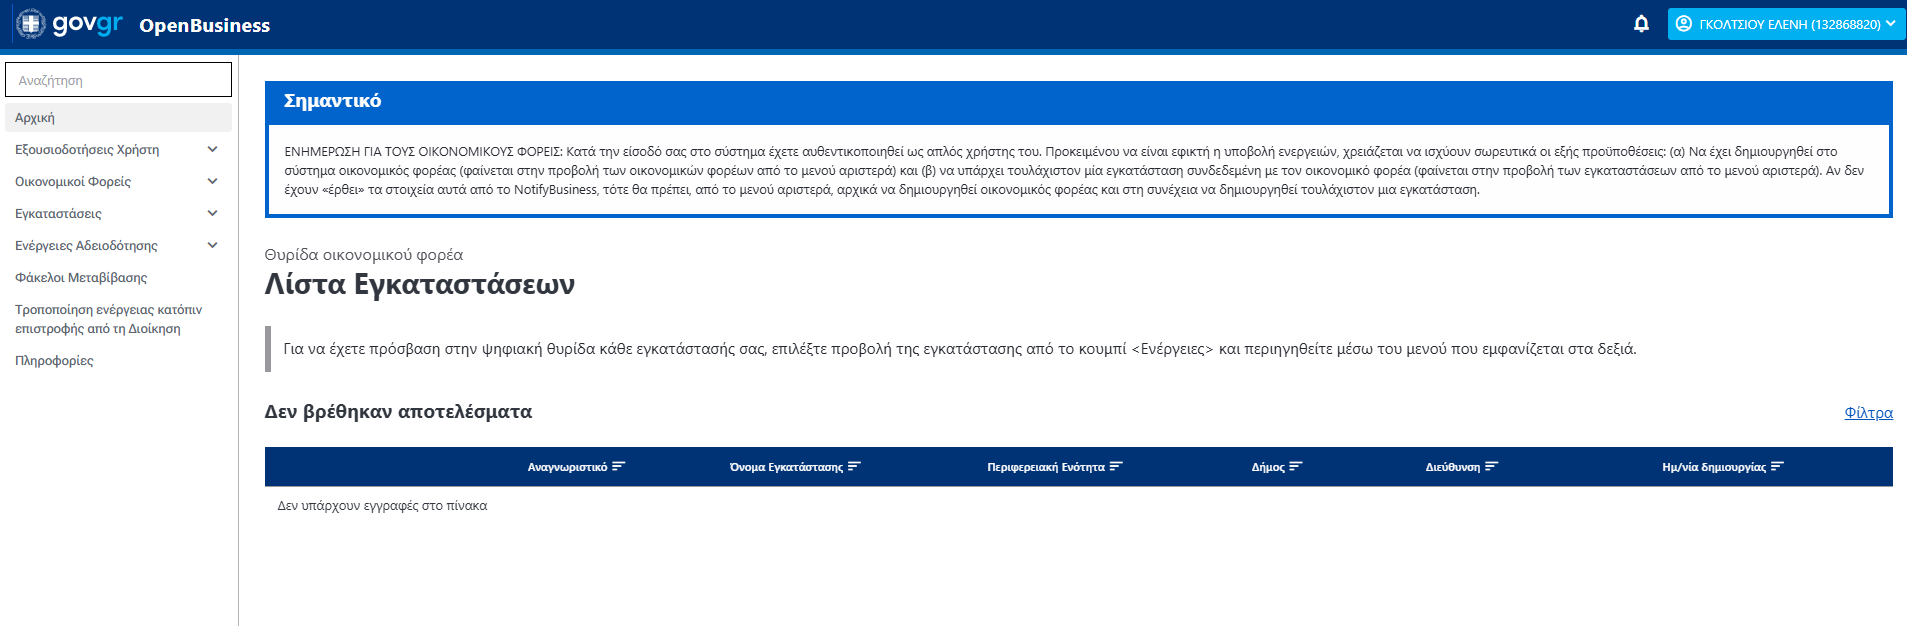 govgr OpenBusiness
ΓΚΟΛΤΣΙΟΥ ΕΛΕΝΗ (132868820)
Αναζήτηση
Αρχική
Εξουσιοδοτήσεις Χρήστη
Οικονομικοί Φορείς
Εγκαταστάσεις
Ενέργειες Αδειοδότησης
Φάκελοι Μεταβίβασης
Τροποποίηση ενέργειας κατόπιν
επιστροφής από τη Διοίκηση
Πληροφορίες
Σημαντικό
ΕΝΗΜΕΡΩΣΗ ΓΙΑ ΤΟΥΣ ΟΙΚΟΝΟΜΙΚΟΥΣ ΦΟΡΕΙΣ: Κατά την είσοδό σας στο σύστημα έχετε αυθεντικοποιηθεί ως απλός χρήστης του. Προκειμένου να είναι εφικτή η υποβολή ενεργειών, χρειάζεται να ισχύουν σωρευτικά οι εξής προϋποθέσεις: (α) Να έχει δημιουργηθεί στο
σύστημα οικονομικός φορέας (φαίνεται στην προβολή των οικονομικών φορέων από το μενού αριστερά) και (β) να υπάρχει τουλάχιστον μία εγκατάσταση συνδεδεμένη με τον οικονομικό φορέα (φαίνεται στην προβολή των εγκαταστάσεων από το μενού αριστερά). Αν δεν
έχουν «έρθει» τα στοιχεία αυτά από το NotifyBusiness, τότε θα πρέπει, από το μενού αριστερά, αρχικά να δημιουργηθεί οικονομικός φορέας και στη συνέχεια να δημιουργηθεί τουλάχιστον μια εγκατάσταση.
Θυρίδα οικονομικού φορέα
Λίστα Εγκαταστάσεων
Για να έχετε πρόσβαση στην ψηφιακή θυρίδα κάθε εγκατάστασής σας, επιλέξτε προβολή της εγκατάστασης από το κουμπί <Ενέργειες> και περιηγηθείτε μέσω του μενού που εμφανίζεται στα δεξιά.
Δεν βρέθηκαν αποτελέσματα
Φίλτρα
Αναγνωριστικό Όνομα Εγκατάστασης Περιφερειακή Ενότητα Δήμος Διεύθυνση Ημ/νία δημιουργίας
Δεν υπάρχουν εγγραφές στο πίνακα